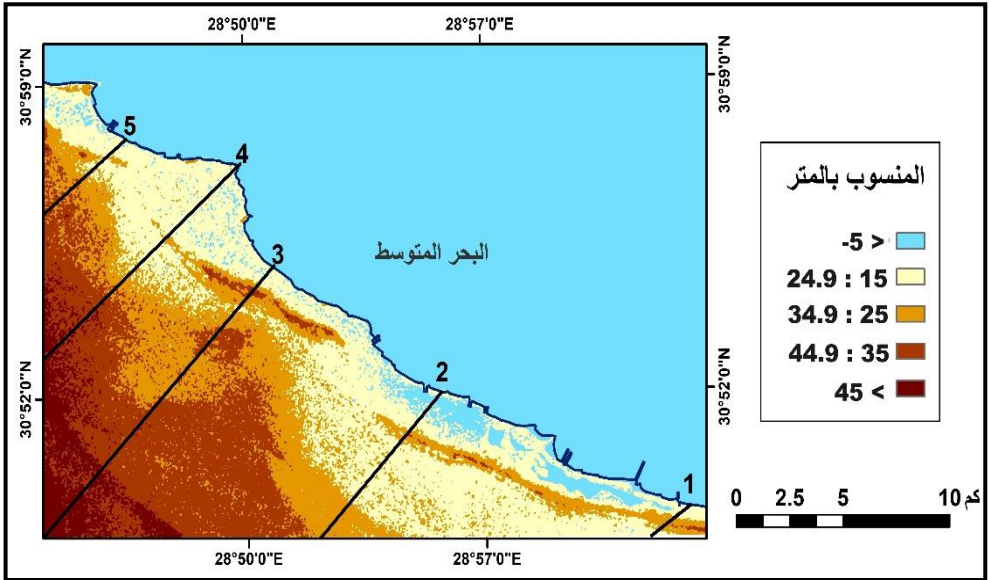 28°50'0"E
28°57'0"E
30°59'0"N
30°59'0"N
5
4
3
البحر المتوسط
2
1
30°52'0"N
30°52'0"N
28°50'0"E
28°57'0"E
المنسوب بالمتر
-5 >
24.9 : 15
34.9 : 25
44.9 : 35
45 <
0 2.5 5 10 كم